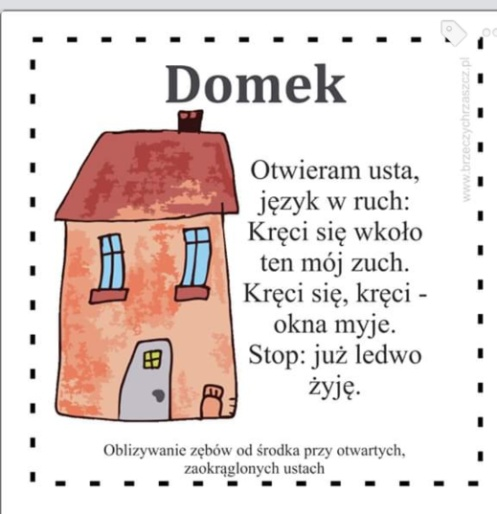 Domek
Otwieram usta,
język w ruch:
Kręci się wkoło
ten mój zuch.
Kręci się, kręci -
okna myje.
Stop: już ledwo
żyję.
Oblizywanie zębów od środka przy otwartych,
zaokrąglonych ustach
www.brzeczychrzaszcz.pl